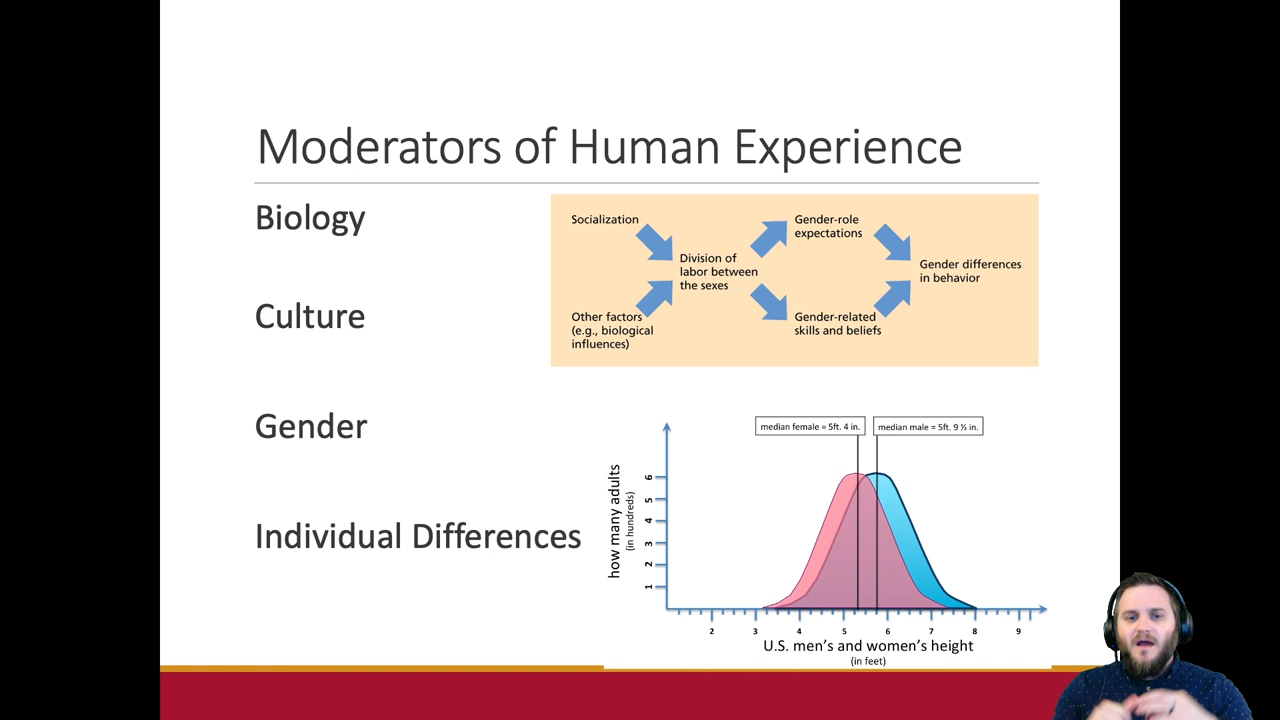 Moderators of Human Experience
Biology
Culture
Gender
Individual Differences
Socialization
Other factors
(e.g., biological
influences)
Division of
labor between
the sexes
Gender-role
expectations
Gender-related
skills and beliefs
Gender differences
in behavior
median female = 5ft. 4 in.
median male = 5ft. 9 ½ in.
how many adults
(in hundreds)
6
5
4
3
2
1
2 3 4 5 6 7 8 9
U.S. men’s and women’s height
(in feet)